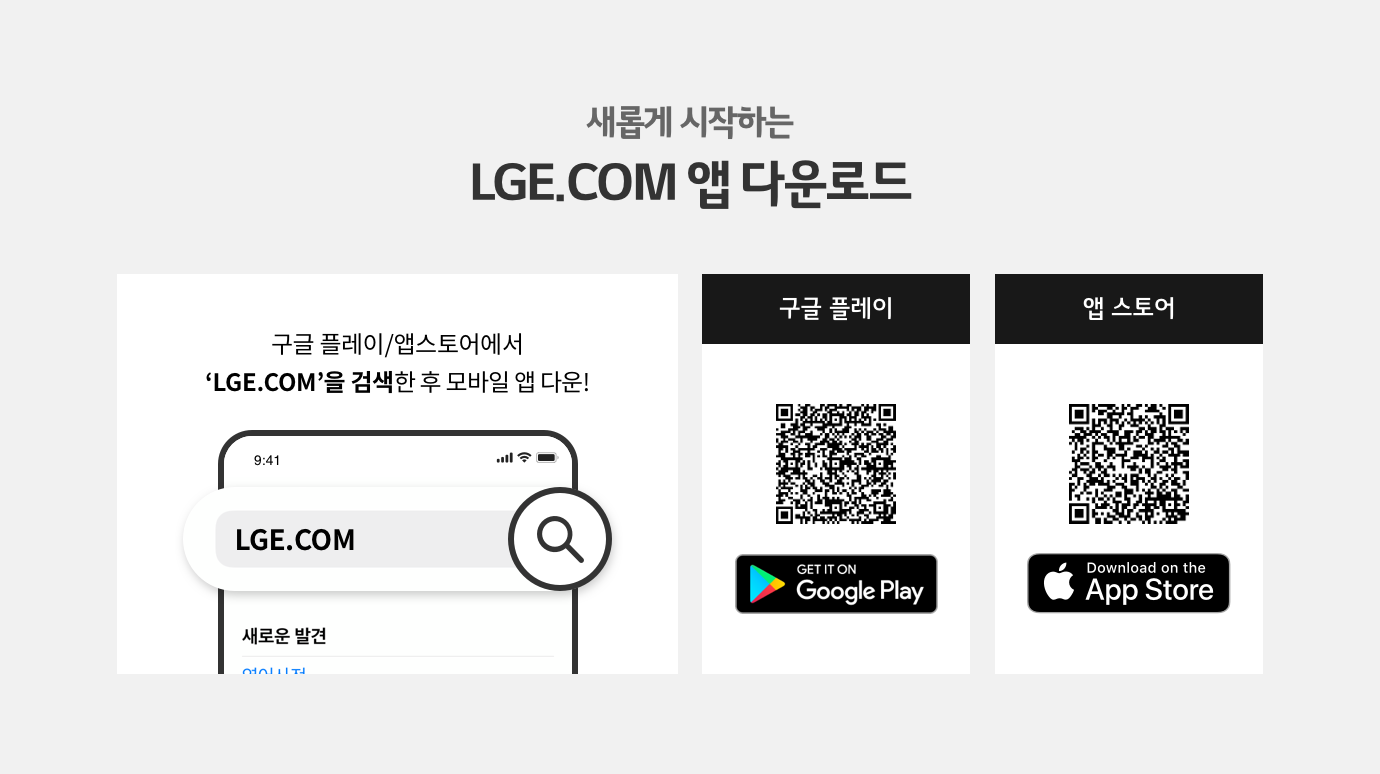 새롭게 시작하는
LGE.COM 앱 다운로드
구글 플레이/앱스토어에서
‘LGE.COM’을 검색한 후 모바일 앱 다운!
9:41
LGE.COM
새로운 발견
구글 플레이
GET IT ON
Google Play
앱 스토어
Download on the
App Store